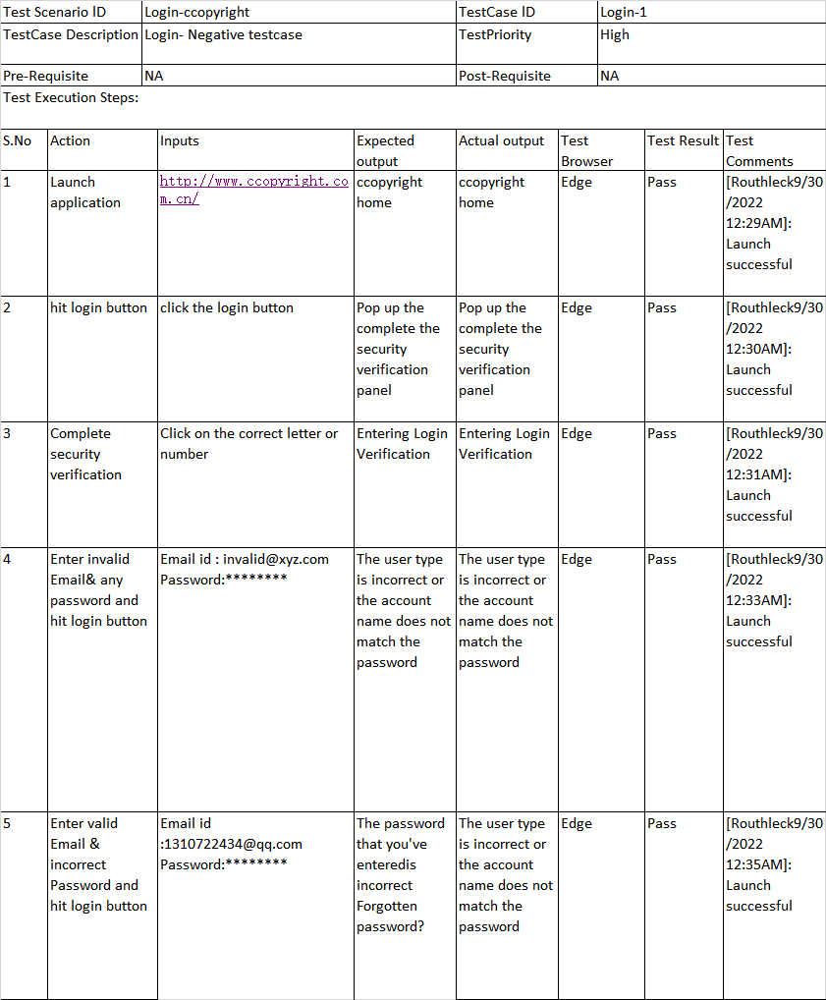 Test Scenario ID Login-ccopyright TestCase ID Login-1
TestCase Description Login- Negative testcase TestPriority High
Pre-Requisite NA Post-Requisite NA
Test Execution Steps:
S.No Action Inputs Expected output Actual output Test Browser Test Result Test Comments
1
Launch
application
http://www.ccopyright.co
m.cn/
ccopyright
home
ccopyright
home
Edge
Pass
[Routhleck9/30
/2022
12:29AM]:
Launch
successful
2
hit login button
click the login button
Pop up the
complete the
security
verification
panel
Pop up the
complete the
security
verification
panel
Edge
Pass
[Routhleck9/30
/2022
12:30AM]:
Launch
successful
3
Complete
security
verification
Click on the correct letter or
number
Entering Login
Verification
Entering Login
Verification
Edge
Pass
[Routhleck9/30
/2022
12:31AM]:
Launch
successful
4
Enter invalid
Email& any
password and
hit login button
Email id : invalid@xyz.com
Password:********
The user type
is incorrect or
the account
name does not
match the
password
The user type
is incorrect or
the account
name does not
match the
password
Edge
Pass
[Routhleck9/30
/2022
12:33AM]:
Launch
successful
5
Enter valid
Email &
incorrect
Password and
hit login button
Email id
:1310722434@qq.com
Password:********
The password
that you've
enteredis
incorrect
Forgotten
password?
The user type
is incorrect or
the account
name does not
match the
password
Edge
Pass
[Routhleck9/30
/2022
12:35AM]:
Launch
successful